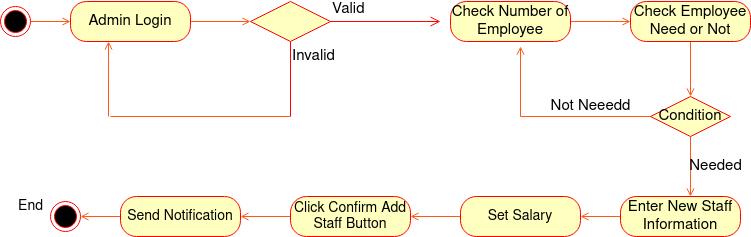 Valid
Admin Login
Check Number of
Employee
Check Employee
Need or Not
Invalid
Not Neeedd
Condition
Needed
End
Send Notification
Click Confirm Add
Staff Button
Set Salary
Enter New Staff
Information